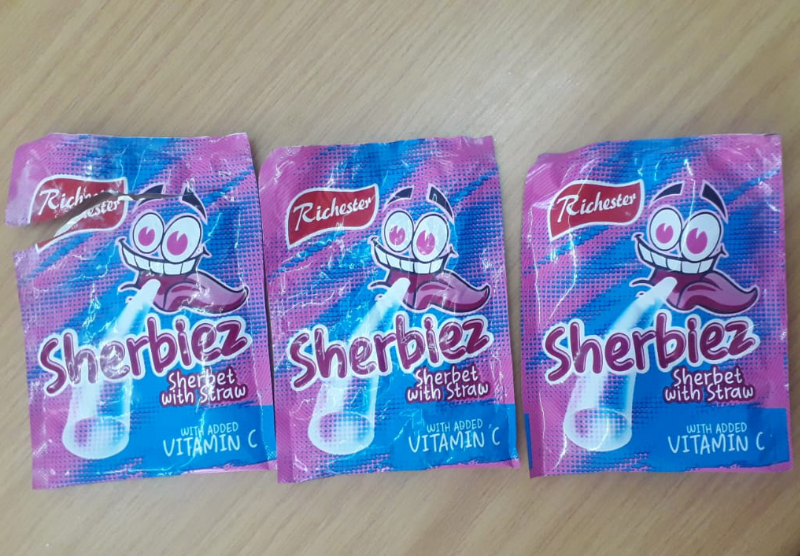 Richester
Sherbiez
Sherbet
with Straw
WITH ADDED
VITAMIN C
Richester
Sherbiez
Sherbet
with Straw
WITH ADDED
VITAMIN C
Richester
Sherbiez
Sherbet
with Straw
WITH ADDED
VITAMIN C